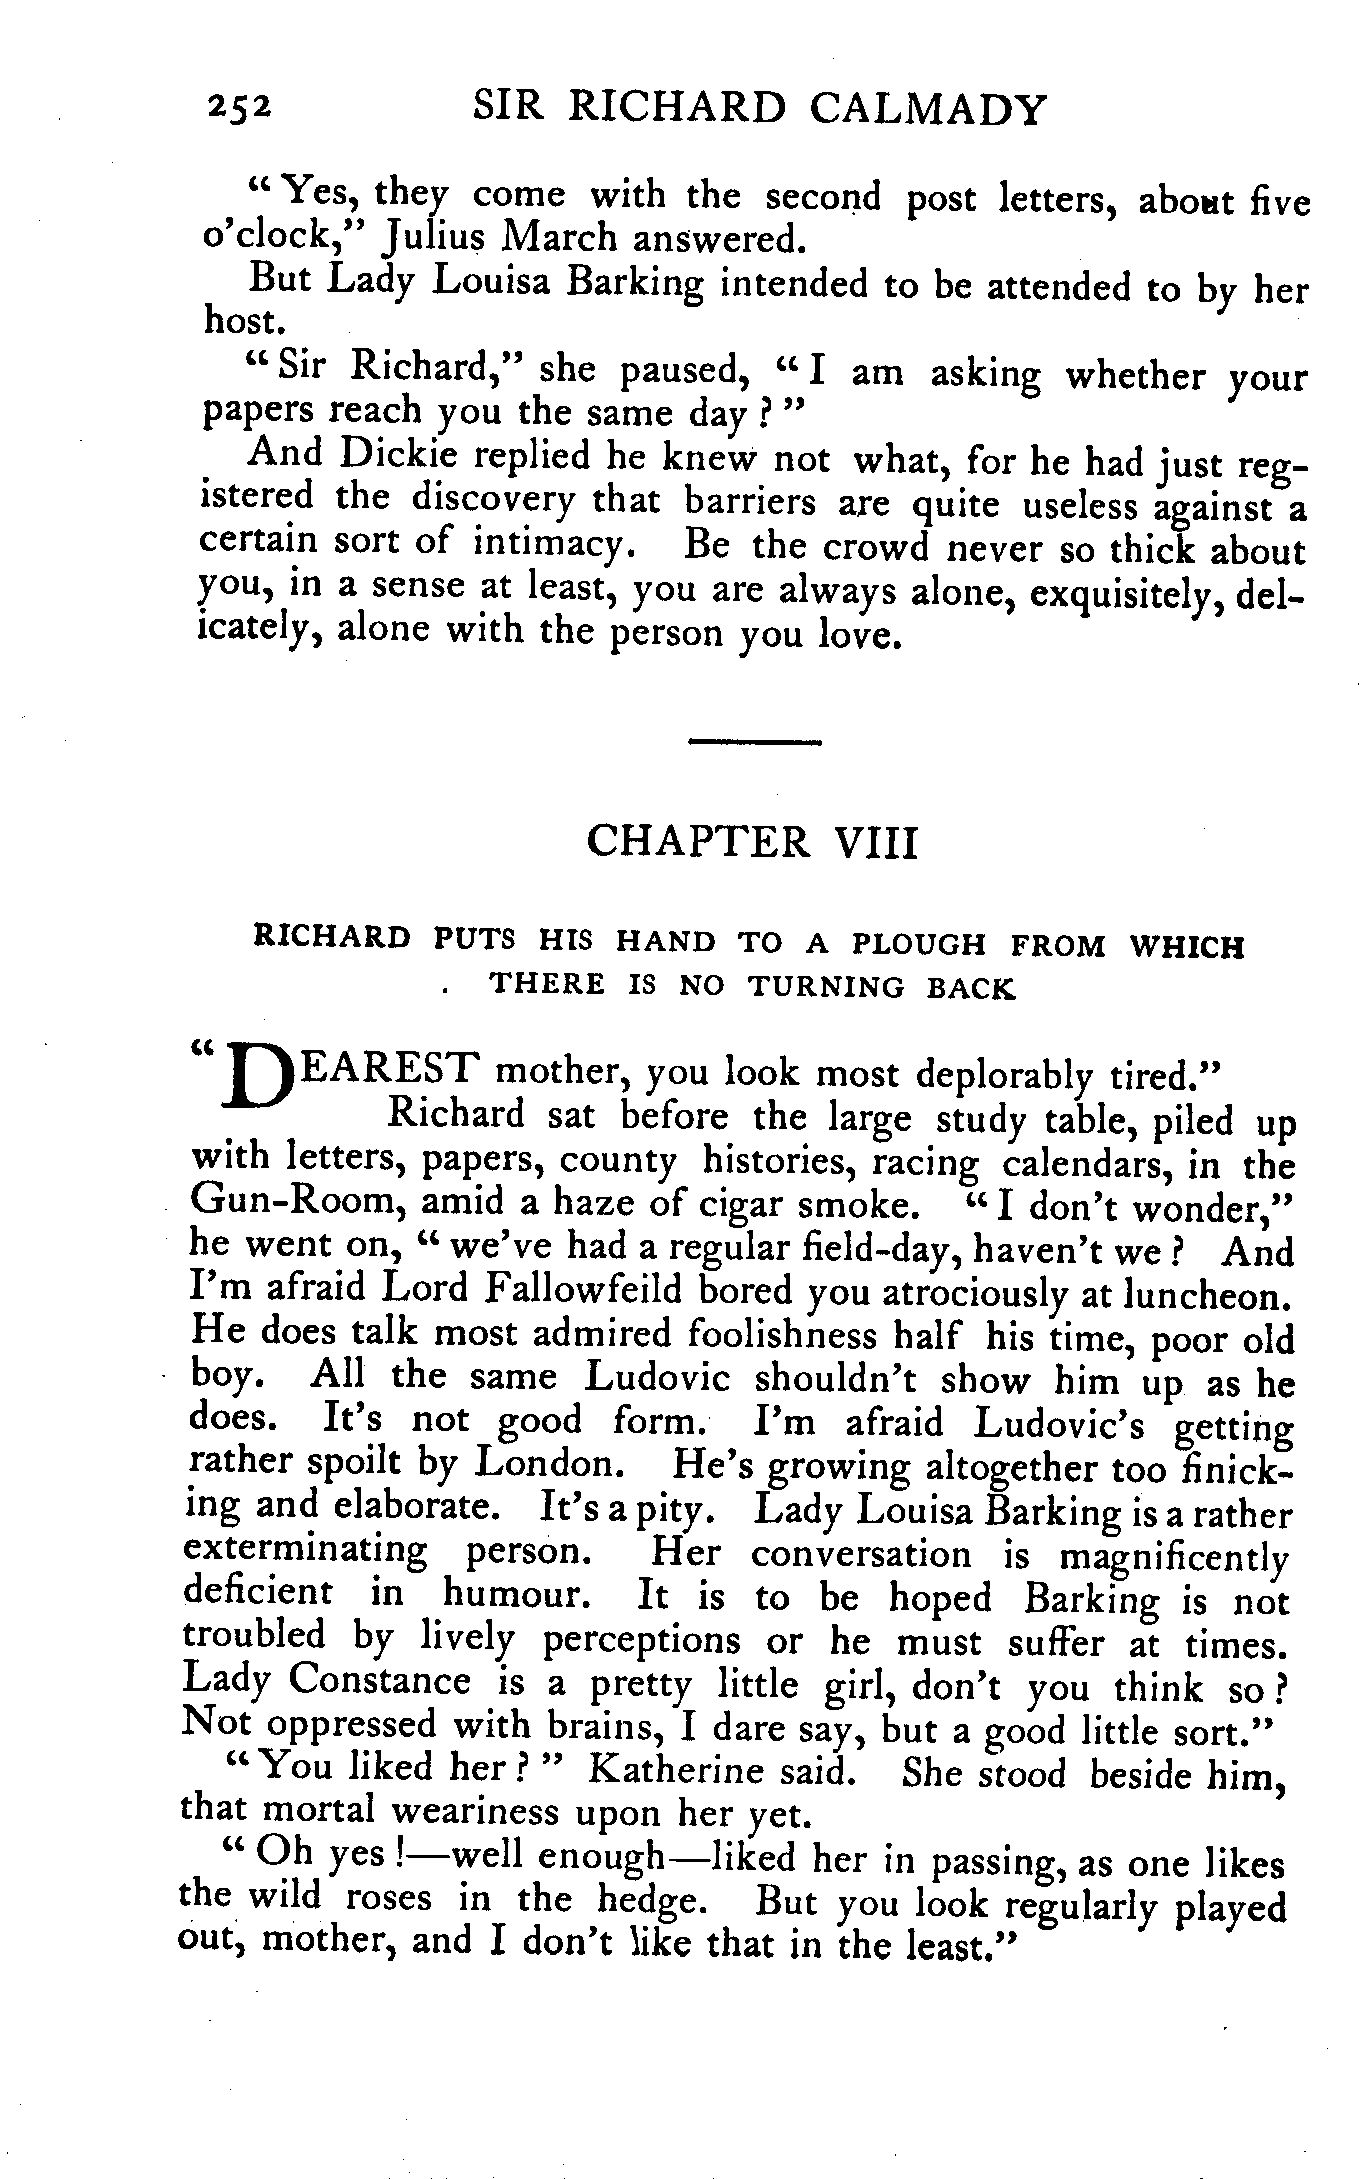 252 SIR RICHARD CALMADY
“Yes, they come with the second post letters, about five
o’clock,” Julius March answered.
But Lady Louisa Barking intended to be attended to by her
host.
“Sir Richard,” she paused, “I am asking whether your
papers reach you the same day?”
And Dickie replied he knew not what, for he had just reg-
istered the discovery that barriers are quite useless against a
certain sort of intimacy. Be the crowd never so thick about
you, in a sense at least, you are always alone, exquisitely, del-
icately, alone with the person you love.
CHAPTER VIII
RICHARD PUTS HIS HAND TO A PLOUGH FROM WHICH
THERE IS NO TURNING BACK
“DEAREST mother, you look most deplorably tired.”
Richard sat before the large study table, piled up
with letters, papers, county histories, racing calendars, in the
Gun-Room, amid a haze of cigar smoke. “I don’t wonder,”
he went on, “we’ve had a regular field-day, haven’t we? And
I’m afraid Lord Fallowfeild bored you atrociously at luncheon.
He does talk most admired foolishness half his time, poor old
boy. All the same Ludovic shouldn’t show him up as he
does. It’s not good form. I’m afraid Ludovic’s getting
rather spoilt by London. He’s growing altogether too finick-
ing and elaborate. It’s a pity. Lady Louisa Barking is a rather
exterminating person. Her conversation is magnificently
deficient in humour. It is to be hoped Barking is not
troubled by lively perceptions or he must suffer at times.
Lady Constance is a pretty little girl, don’t you think so?
Not oppressed with brains, I dare say, but a good little sort.”
“You liked her?” Katherine said. She stood beside him,
that mortal weariness upon her yet.
“Oh yes!—well enough—liked her in passing, as one likes
the wild roses in the hedge. But you look regularly played
out, mother, and I don’t like that in the least.”